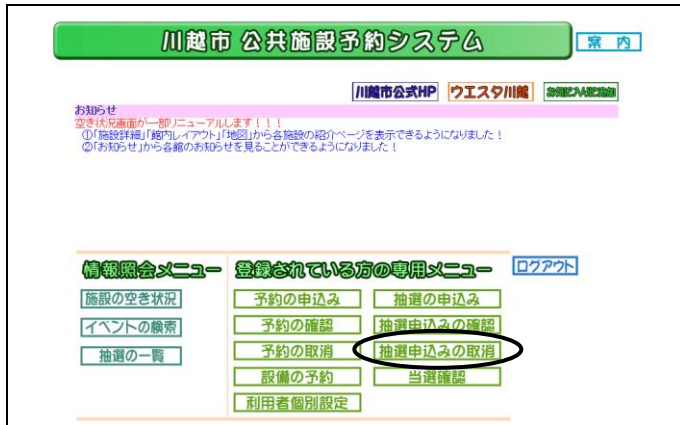 川越市 公共施設予約システム
案 内
川越市公式HP ウエスタ川越 お気に入りに追加
お知らせ
空き状況画面が一部リニューアルします！！！
①「施設詳細」「館内レイアウト」「地図」から各施設の紹介ページを表示できるようになりました！
②「お知らせ」から各館のお知らせを見ることができるようになりました！
情報照会メニュー 登録されている方の専用メニュー ログアウト
施設の空き状況 予約の申込み 抽選の申込み
イベントの検索 予約の確認 抽選申込みの確認
抽選の一覧 予約の取消 抽選申込みの取消
設備の予約 当選確認
利用者個別設定